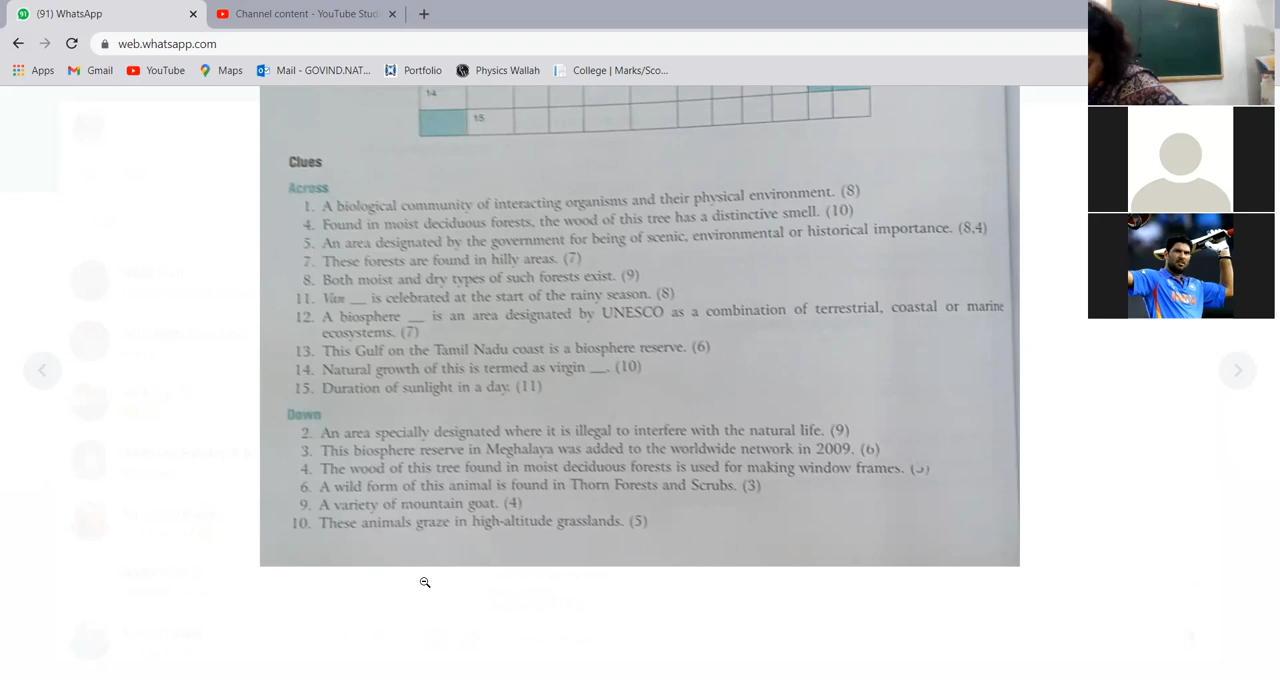 (91) WhatsApp
Channel content - YouTube Stud
web.whatsapp.com
Apps Gmail YouTube Maps Mail - GOVIND.NAT... Portfolio Physics Wallah College | Marks/Sco...
14
15
Clues
Across
1. A biological community of interacting organisms and their physical environment. (8)
4. Found in moist deciduous forests, the wood of this tree has a distinctive smell. (10)
5. An area designated by the government for being of scenic, environmental or historical importance. (8,4)
7. These forests are found in hilly areas. (7)
8. Both moist and dry types of such forests exist. (9)
11. Van __ is celebrated at the start of the rainy season. (8)
12. A biosphere __ is an area designated by UNESCO as a combination of terrestrial, coastal or marine
ecosystems. (7)
13. This Gulf on the Tamil Nadu coast is a biosphere reserve. (6)
14. Natural growth of this is termed as virgin __. (10)
15. Duration of sunlight in a day. (11)
Down
2. An area specially designated where it is illegal to interfere with the natural life. (9)
3. This biosphere reserve in Meghalaya was added to the worldwide network in 2009. (6)
4. The wood of this tree found in moist deciduous forests is used for making window frames.
6. A wild form of this animal is found in Thorn Forests and Scrubs. (3)
9. A variety of mountain goat. (4)
10. These animals graze in high-altitude grasslands. (5)